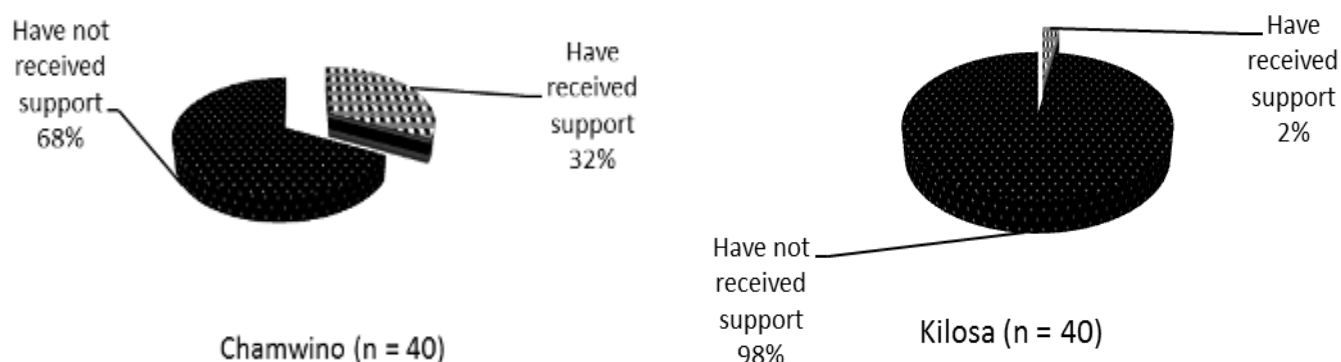 Have not
received
support
68%
Have
received
support
32%
Chamwino (n = 40)
Have
received
support
2%
Have not
received
support
98%
Kilosa (n = 40)